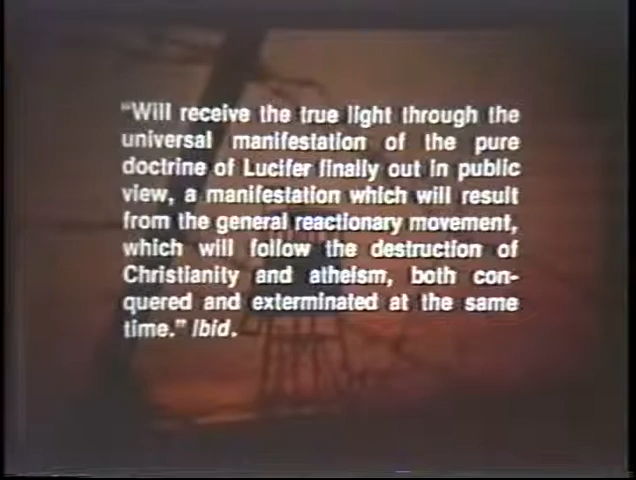 "Will receive the true light through the
universal manifestation of the pure
doctrine of Lucifer finally out in public
view, a manifestation which will result
from the general reactionary movement,
which will follow the destruction of
Christianity and atheism, both con-
quered and exterminated at the same
time." Ibid.